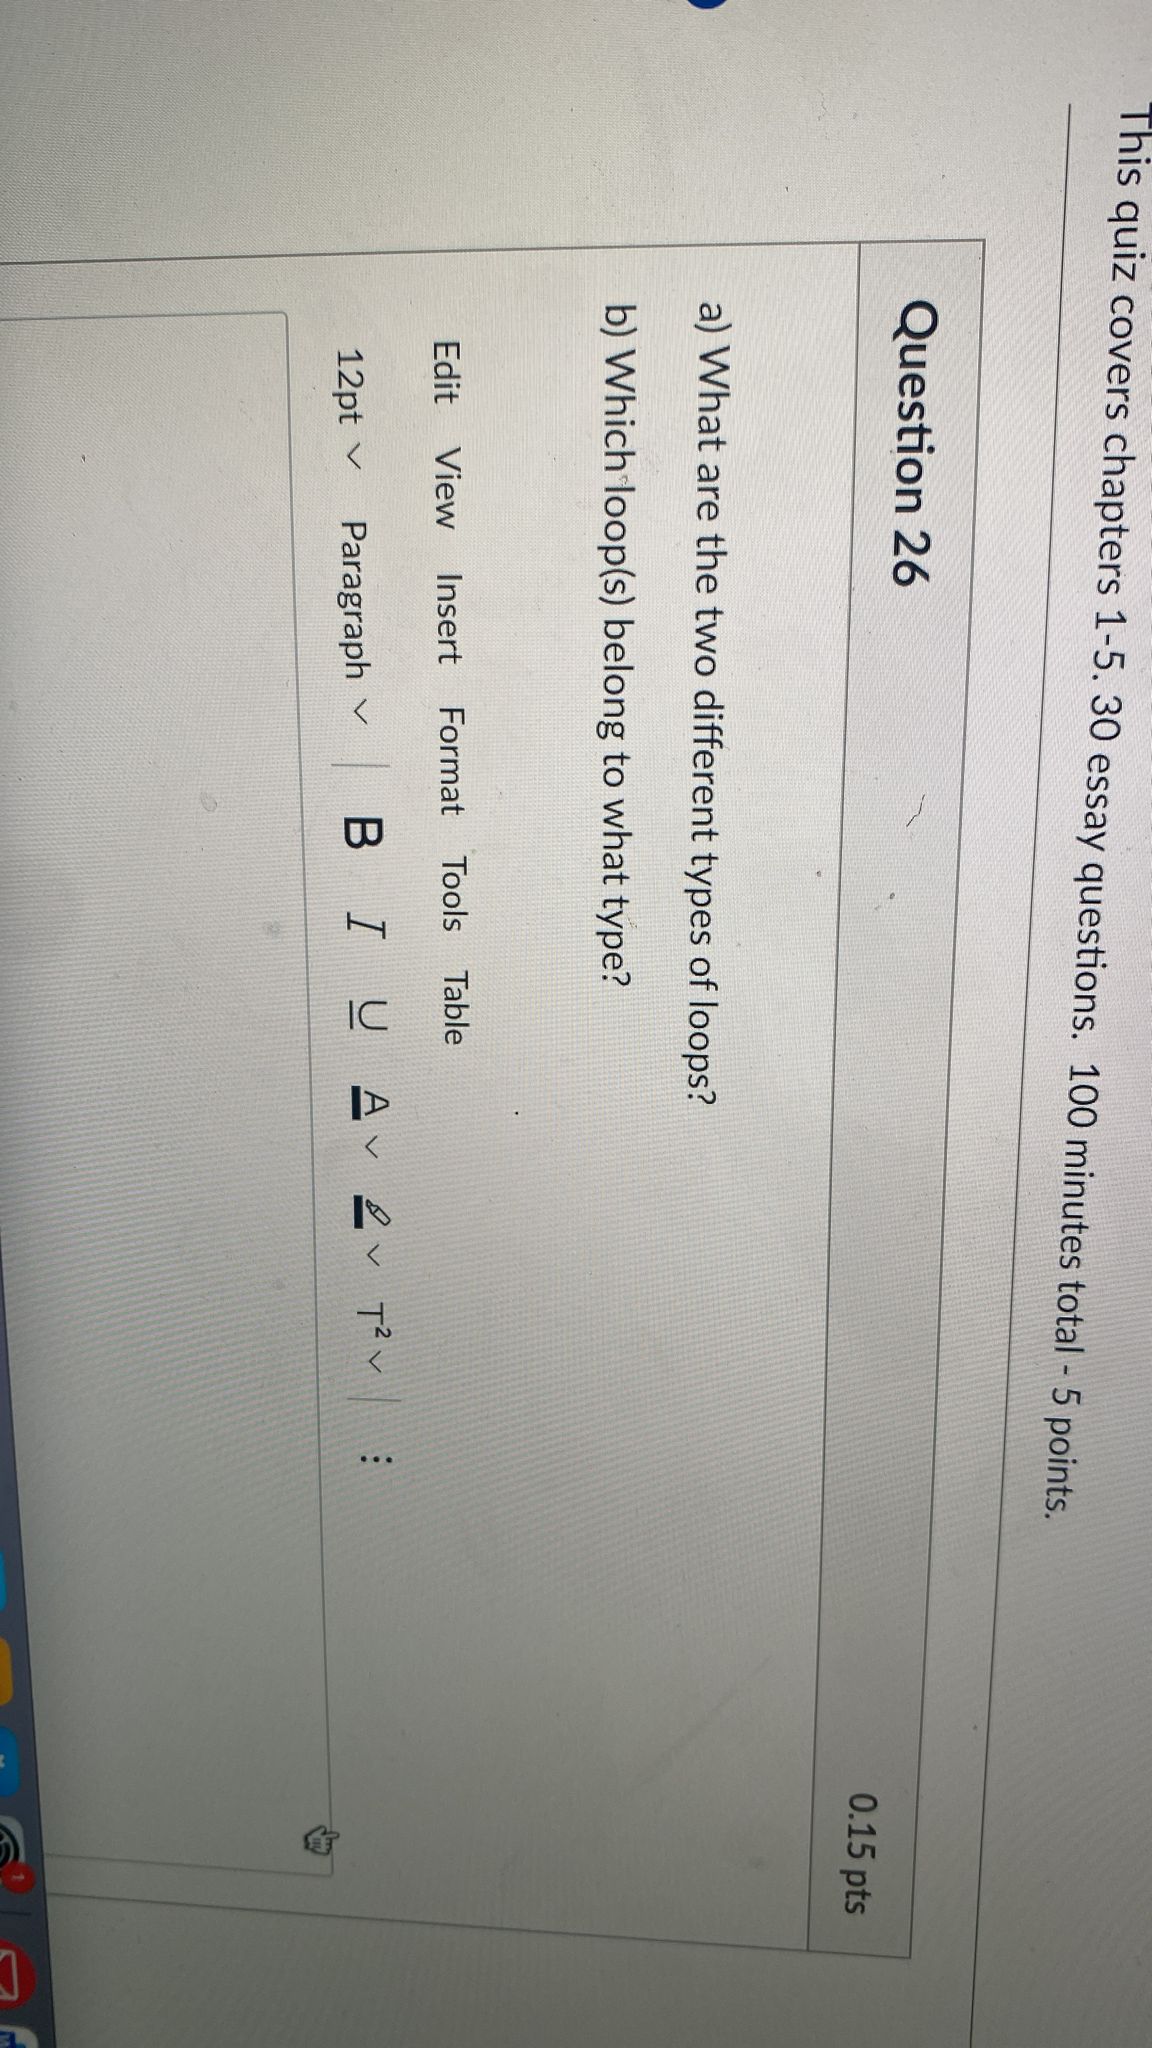 This quiz covers chapters 1-5. 30 essay questions. 100 minutes total - 5 points.
Question 26
0.15 pts
a) What are the two different types of loops?
b) Which loop(s) belong to what type?
Edit View Insert Format Tools Table
12pt Paragraph B I U A T²
1